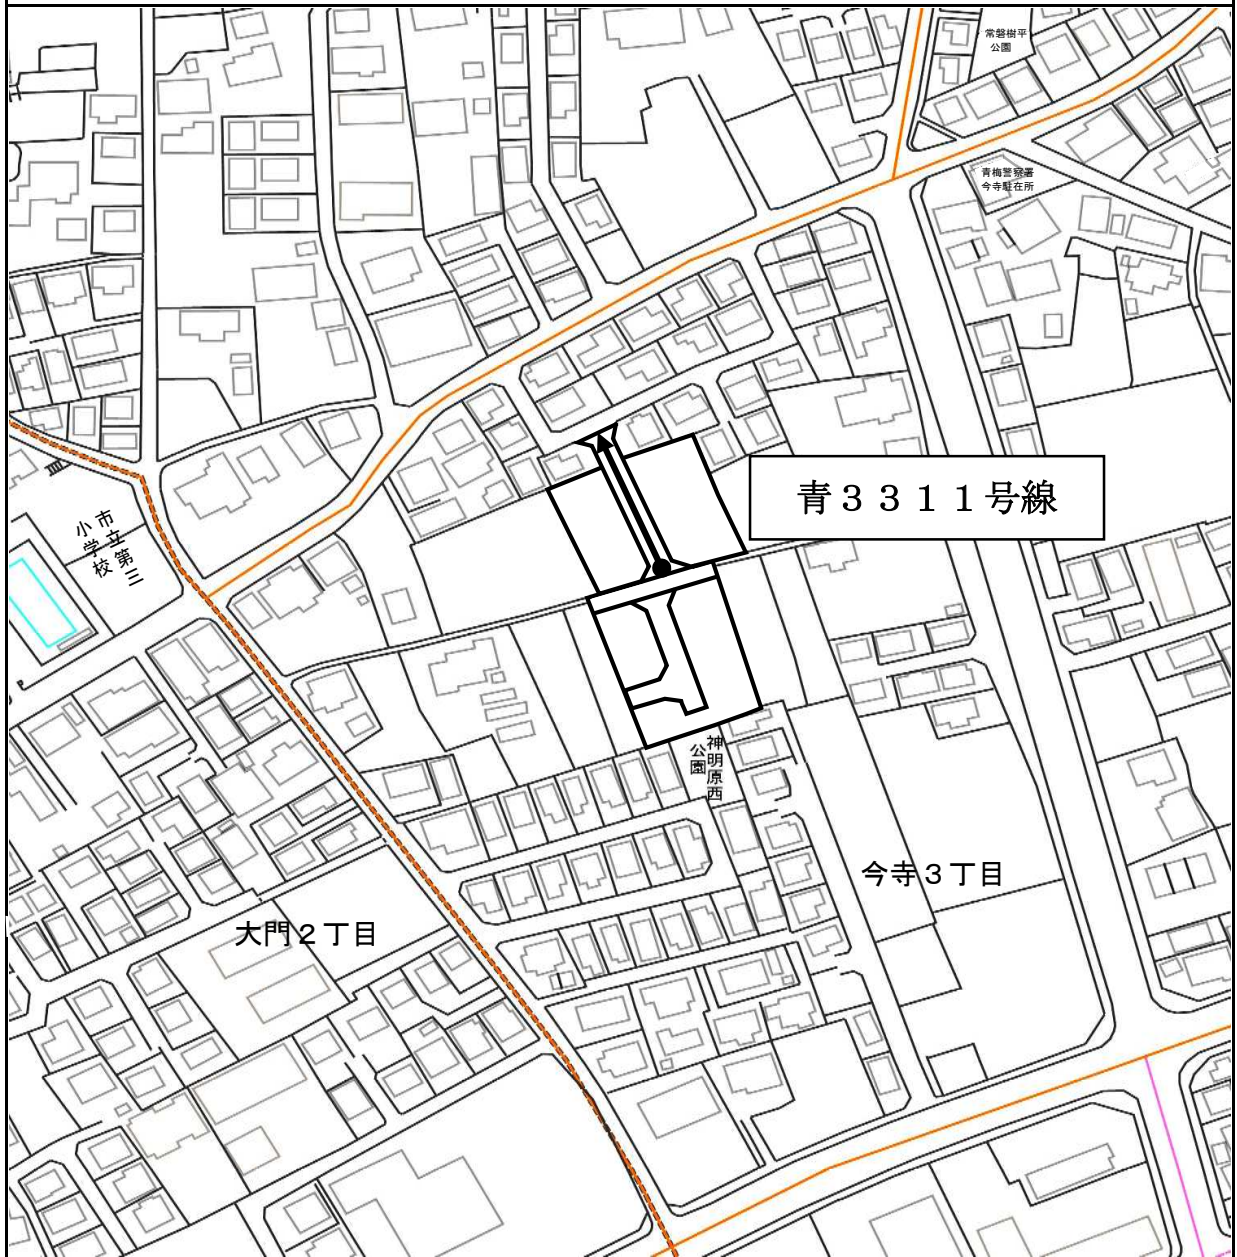 常磐樹平
公園
青梅警察署
今寺駐在所
青３３１１号線
市立第三
小学校
神明原西
公園
今寺３丁目
大門２丁目